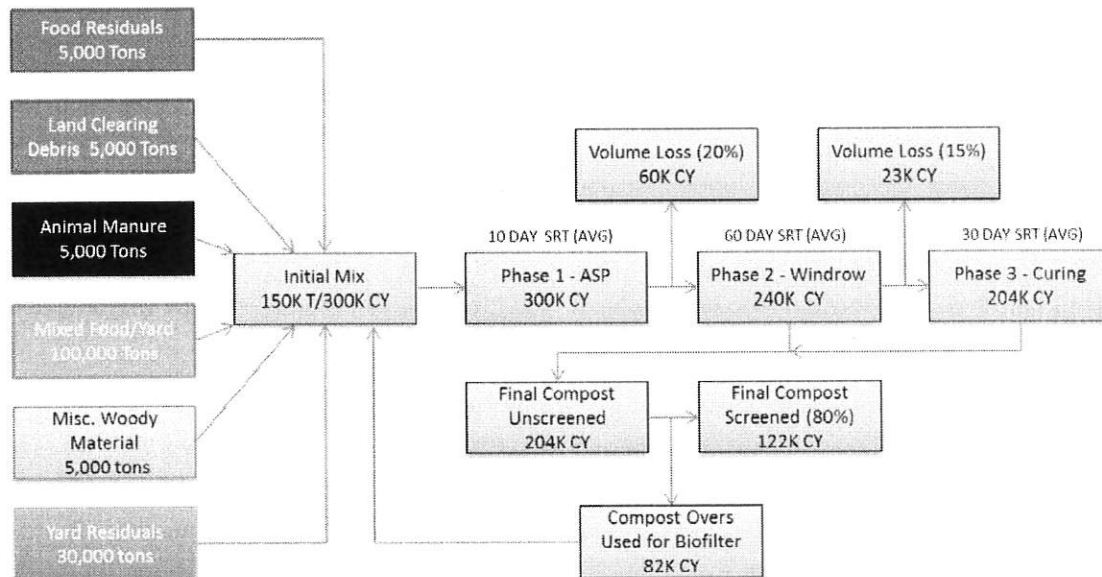 Food Residuals
5,000 Tons
Land Clearing
Debris 5,000 Tons
Animal Manure
5,000 Tons
Mixed Food/Yard
100,000 Tons
Misc. Woody
Material
5,000 tons
Yard Residuals
30,000 tons
Initial Mix
150K T/300K CY
10 DAY SRT (AVG)
Phase 1 - ASP
300K CY
Volume Loss (20%)
60K CY
60 DAY SRT (AVG)
Phase 2 - Windrow
240K CY
Volume Loss (15%)
23K CY
30 DAY SRT (AVG)
Phase 3 - Curing
204K CY
Final Compost
Unscreened
204K CY
Final Compost
Screened (80%)
122K CY
Compost Overs
Used for Biofilter
82K CY